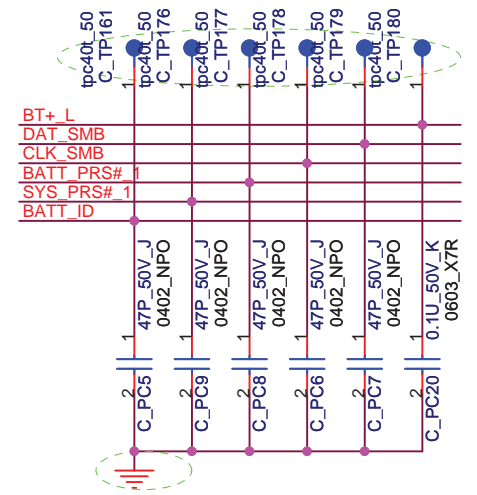 tpc40t_50
C_TP161
tpc40t_50
C_TP176
tpc40t_50
C_TP177
tpc40t_50
C_TP178
tpc40t_50
C_TP179
tpc40t_50
C_TP180
1
1
1
1
1
1
BT+_L
DAT_SMB
CLK_SMB
BATT_PRS#_1
SYS_PRS#_1
BATT_ID
47P_50V_J
0402_NPO
47P_50V_J
0402_NPO
47P_50V_J
0402_NPO
47P_50V_J
0402_NPO
47P_50V_J
0402_NPO
0.1U_50V_K
0603_X7R
1
1
1
1
1
1
2
2
2
2
2
2
C_PC5
C_PC9
C_PC8
C_PC6
C_PC7
C_PC20